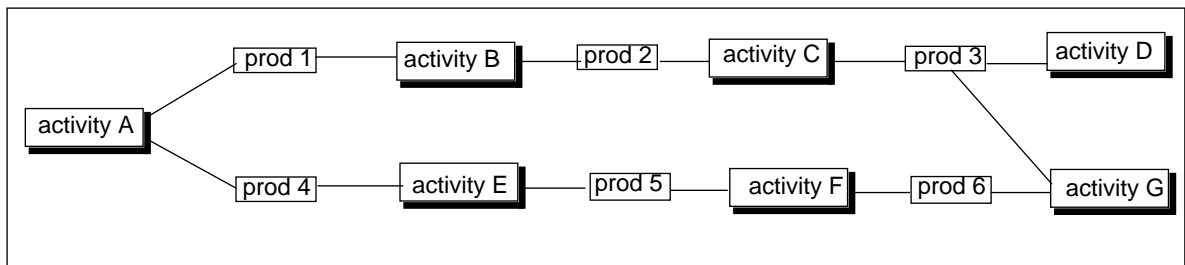 prod 1
activity B
prod 2
activity C
prod 3
activity D
activity A
prod 4
activity E
prod 5
activity F
prod 6
activity G